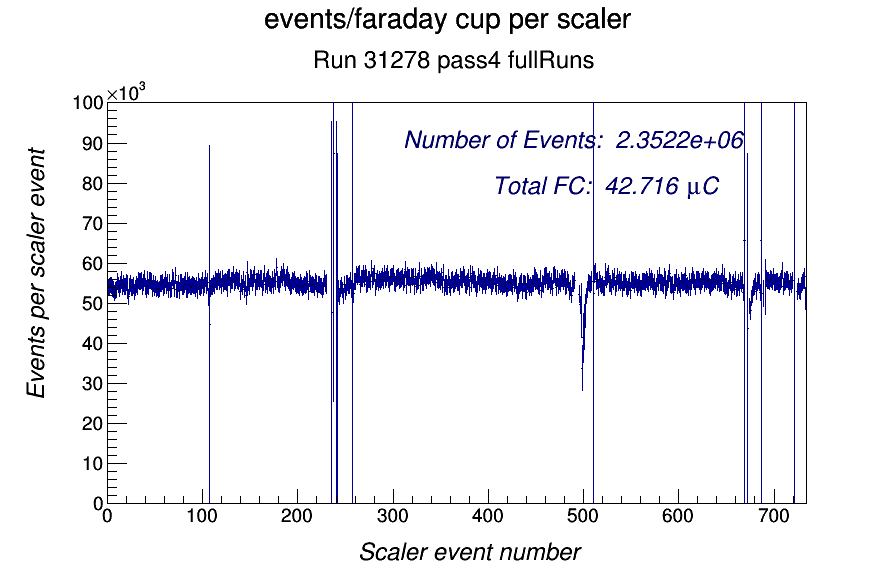 events/faraday cup per scaler
Run 31278 pass4 fullRuns
×10³
100
90
80
70
60
50
40
30
20
10
0
Events per scaler event
Number of Events: 2.3522e+06
Total FC: 42.716 μC
0 100 200 300 400 500 600 700
Scaler event number